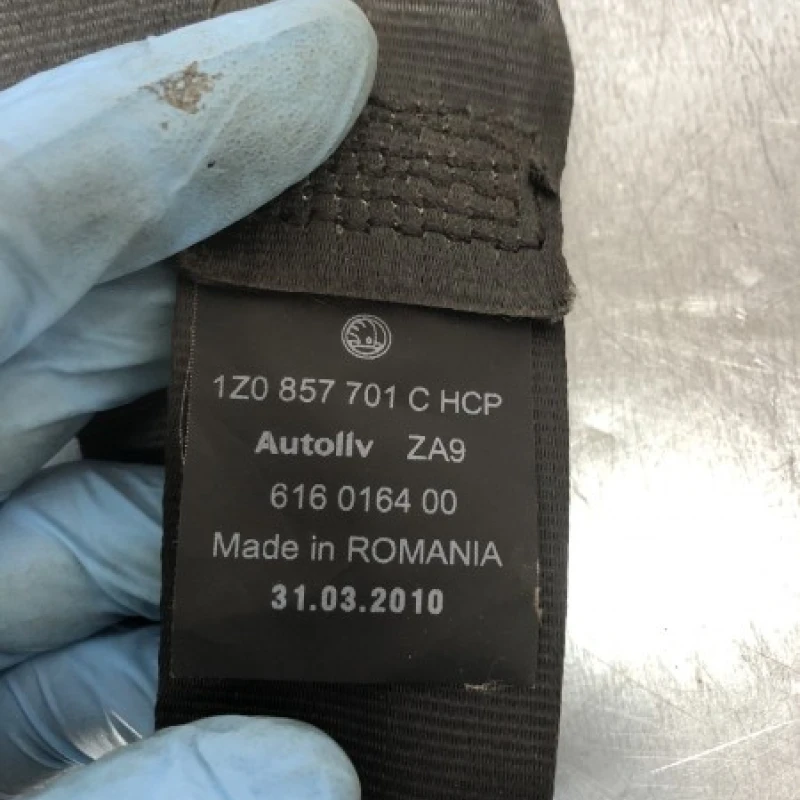 1Z0 857 701 C HCP
Autoliv ZA9
616 0164 00
Made in ROMANIA
31.03.2010